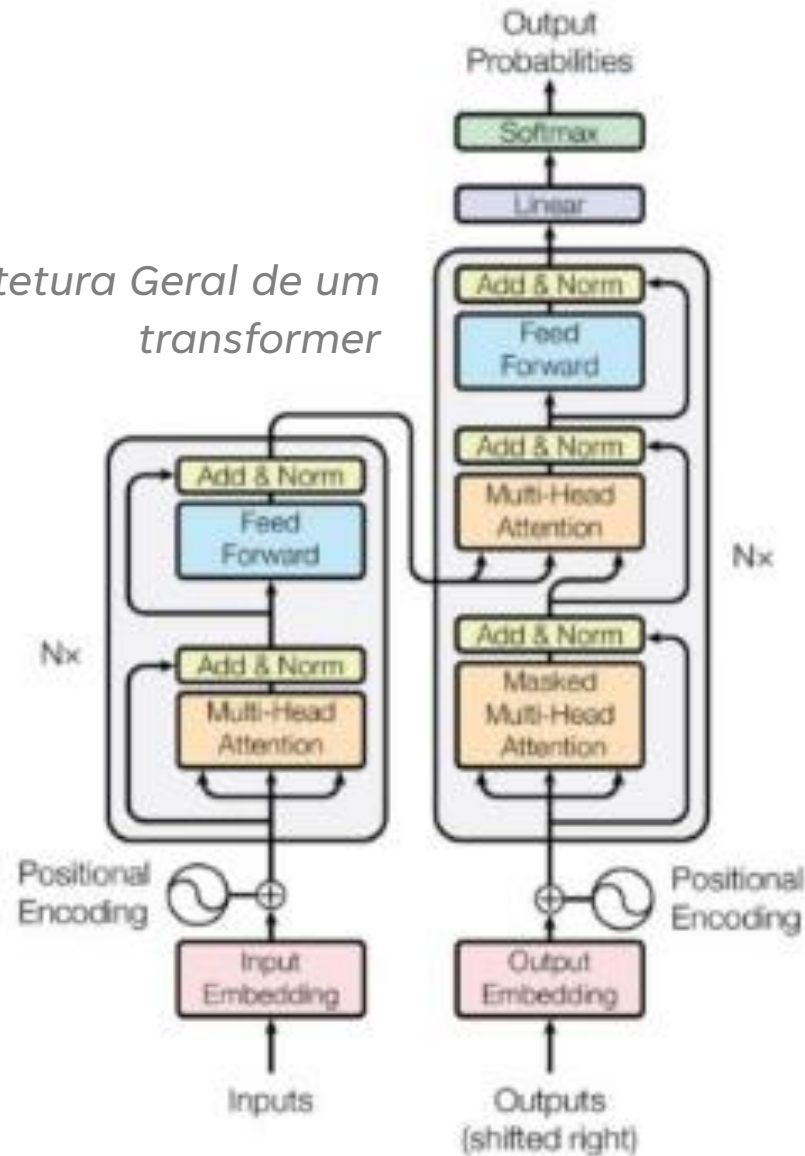 Output
Probabilities
Softmax
Linear
tetura Geral de um
transformer
Add & Norm
Feed
Forward
Add & Norm
Multi-Head
Attention
Nx
Add & Norm
Masked
Multi-Head
Attention
Add & Norm
Feed
Forward
Nx
Add & Norm
Multi-Head
Attention
Positional
Encoding
Positional
Encoding
Input
Embedding
Output
Embedding
Inputs
Outputs
(shifted right)